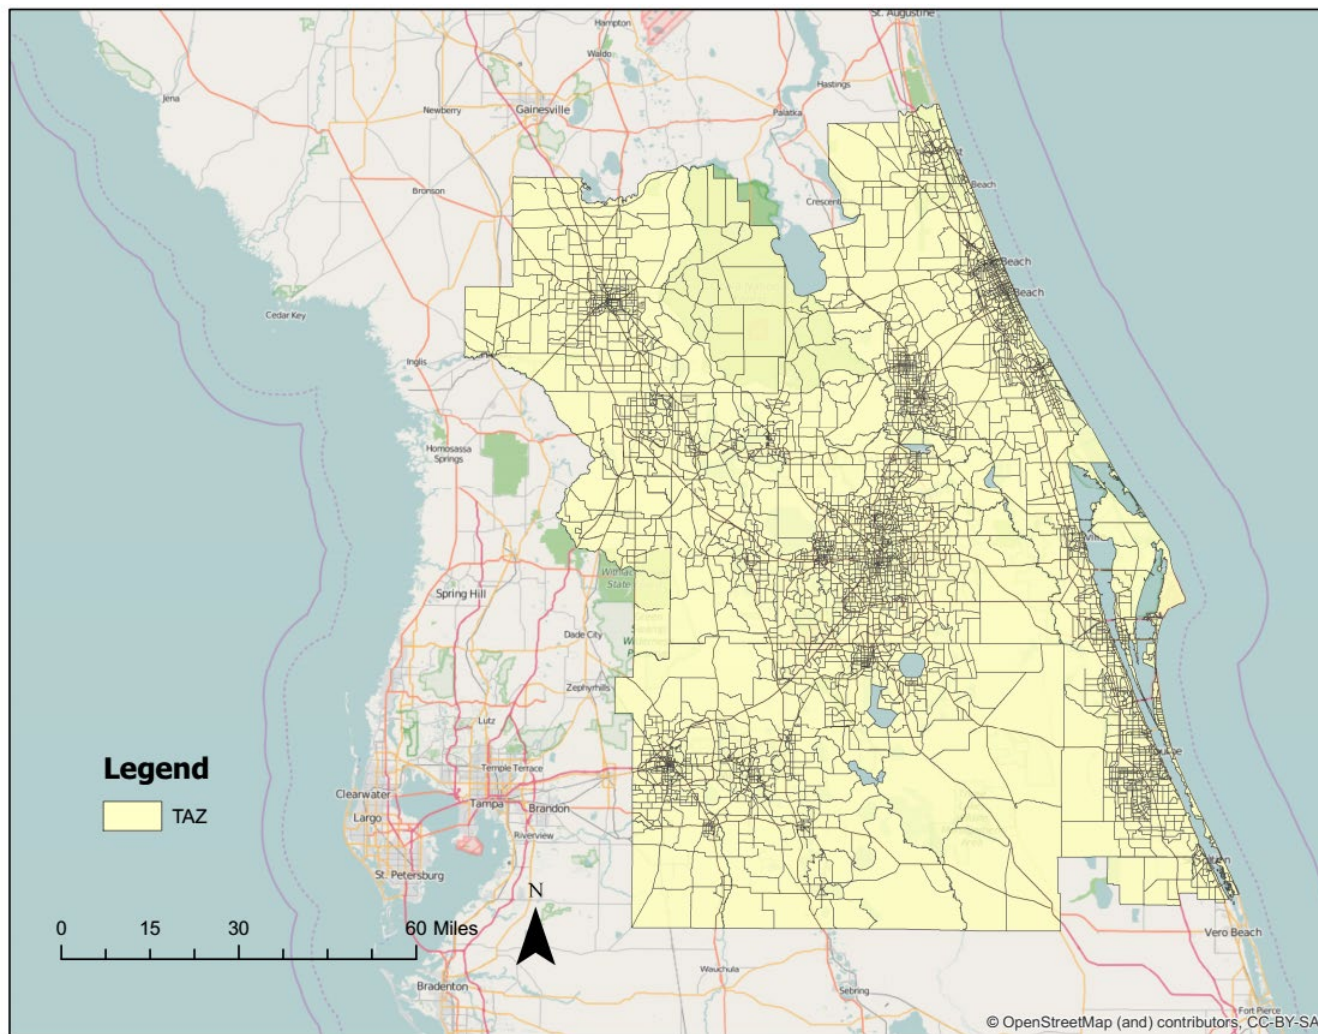 St. Augustine
Hampton
Waldo
Hastings
Jena
Newberry
Gainesville
Palatka
Bronson
Beach
Crescent
Beach
Beach
Cedar Key
Inglis
Homosassa
Springs
State
Spring Hill
Dade City
Zephyrhills
Lutz
Legend
Temple Terrace
TAZ
Clearwater
Tampa
Brandon
Largo
Riverview
St. Petersburg
N
0 15 30 60 Miles
Vero Beach
Wauchula
Bradenton
Sebring
Fort Pierce
© OpenStreetMap (and) contributors, CC-BY-SA